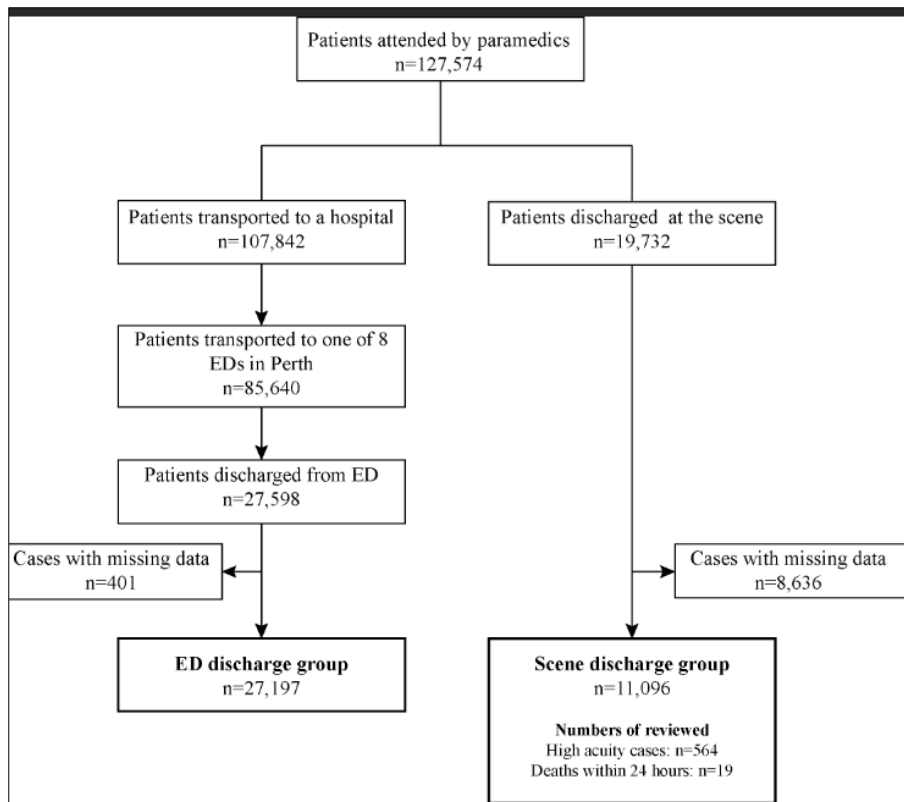 Patients attended by paramedics
n=127,574
Patients transported to a hospital
n=107,842
Patients discharged at the scene
n=19,732
Patients transported to one of 8
EDs in Perth
n=85,640
Patients discharged from ED
n=27,598
Cases with missing data
n=401
Cases with missing data
n=8,636
ED discharge group
n=27,197
Scene discharge group
n=11,096
Numbers of reviewed
High acuity cases: n=564
Deaths within 24 hours: n=19